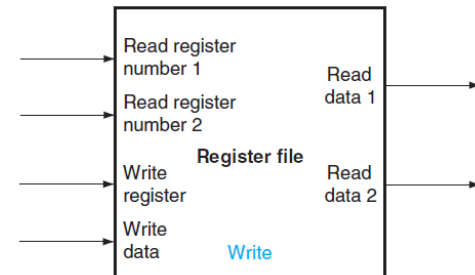 Read register
number 1
Read
data 1
Read register
number 2
Register file
Write
register
Read
data 2
Write
data
Write